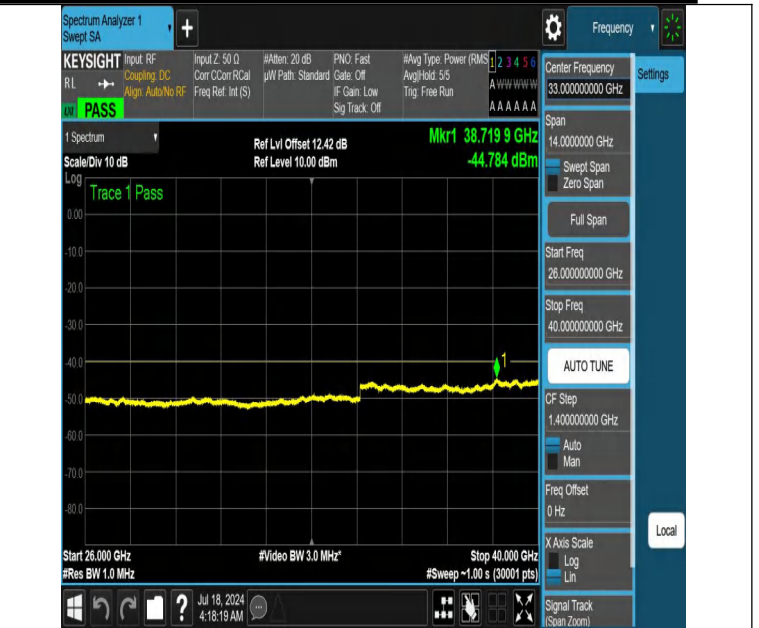 Spectrum Analyzer 1
Swept SA
+
Frequency
KEYSIGHT
RL
PASS
Input: RF
Coupling: DC
Align: Auto/No RF
Input Z: 50 Ω
Corr CCorr RCal
Freq Ref: Int (S)
#Atten: 20 dB
µW Path: Standard
PNO: Fast
Gate: Off
IF Gain: Low
Sig Track: Off
#Avg Type: Power (RMS
Avg|Hold: 5/5
Trig: Free Run
1 2 3 4 5 6
A W W W W W
A A A A A A
1 Spectrum
Scale/Div 10 dB
Ref Lvl Offset 12.42 dB
Ref Level 10.00 dBm
Mkr1 38.719 9 GHz
-44.784 dBm
Log
Trace 1 Pass
0.00
-10.0
-20.0
-30.0
-40.0
-50.0
-60.0
-70.0
-80.0
1
Start 26.000 GHz
#Res BW 1.0 MHz
#Video BW 3.0 MHz*
Stop 40.000 GHz
#Sweep ~1.00 s (30001 pts)
Jul 18, 2024
4:18:19 AM
?
Center Frequency
33.000000000 GHz
Settings
Span
14.0000000 GHz
Swept Span
Zero Span
Full Span
Start Freq
26.000000000 GHz
Stop Freq
40.000000000 GHz
AUTO TUNE
CF Step
1.400000000 GHz
Auto
Man
Freq Offset
0 Hz
X Axis Scale
Log
Lin
Local
Signal Track
(Span Zoom)